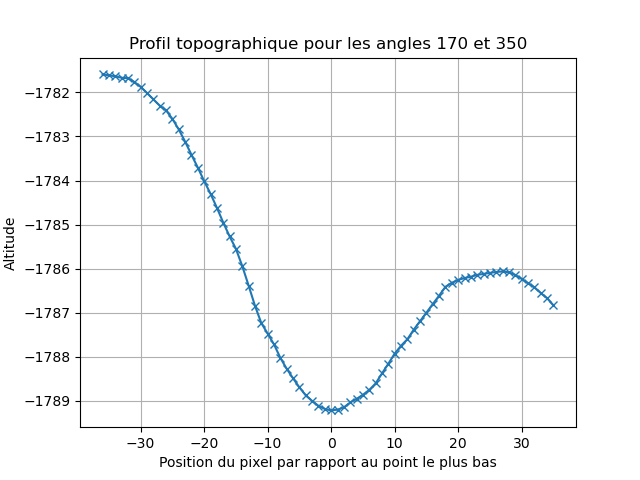 Profil topographique pour les angles 170 et 350
Altitude
−1782
−1783
−1784
−1785
−1786
−1787
−1788
−1789
−30 −20 −10 0 10 20 30
Position du pixel par rapport au point le plus bas